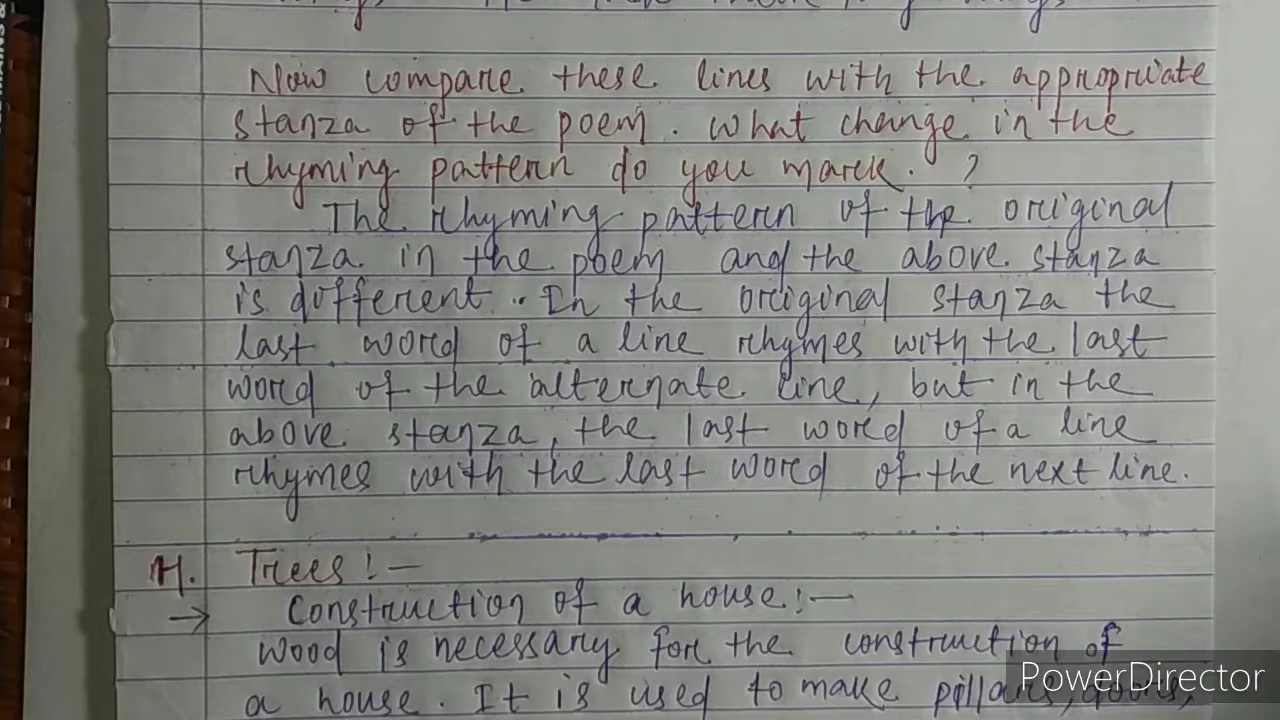 Now compare these lines with the appropriate
stanza of the poem. What change in the
rhyming pattern do you mark. ?
The rhyming pattern of the original
stanza in the poem and the above stanza
is different. In the original stanza the
last word of a line rhymes with the last
word of the alternate line, but in the
above stanza, the last word of a line
rhymes with the last word of the next line.
H. Trees :-
→ Construction of a house :-
Wood is necessary for the construction of
a house. It is used to make pillars, doors,
PowerDirector